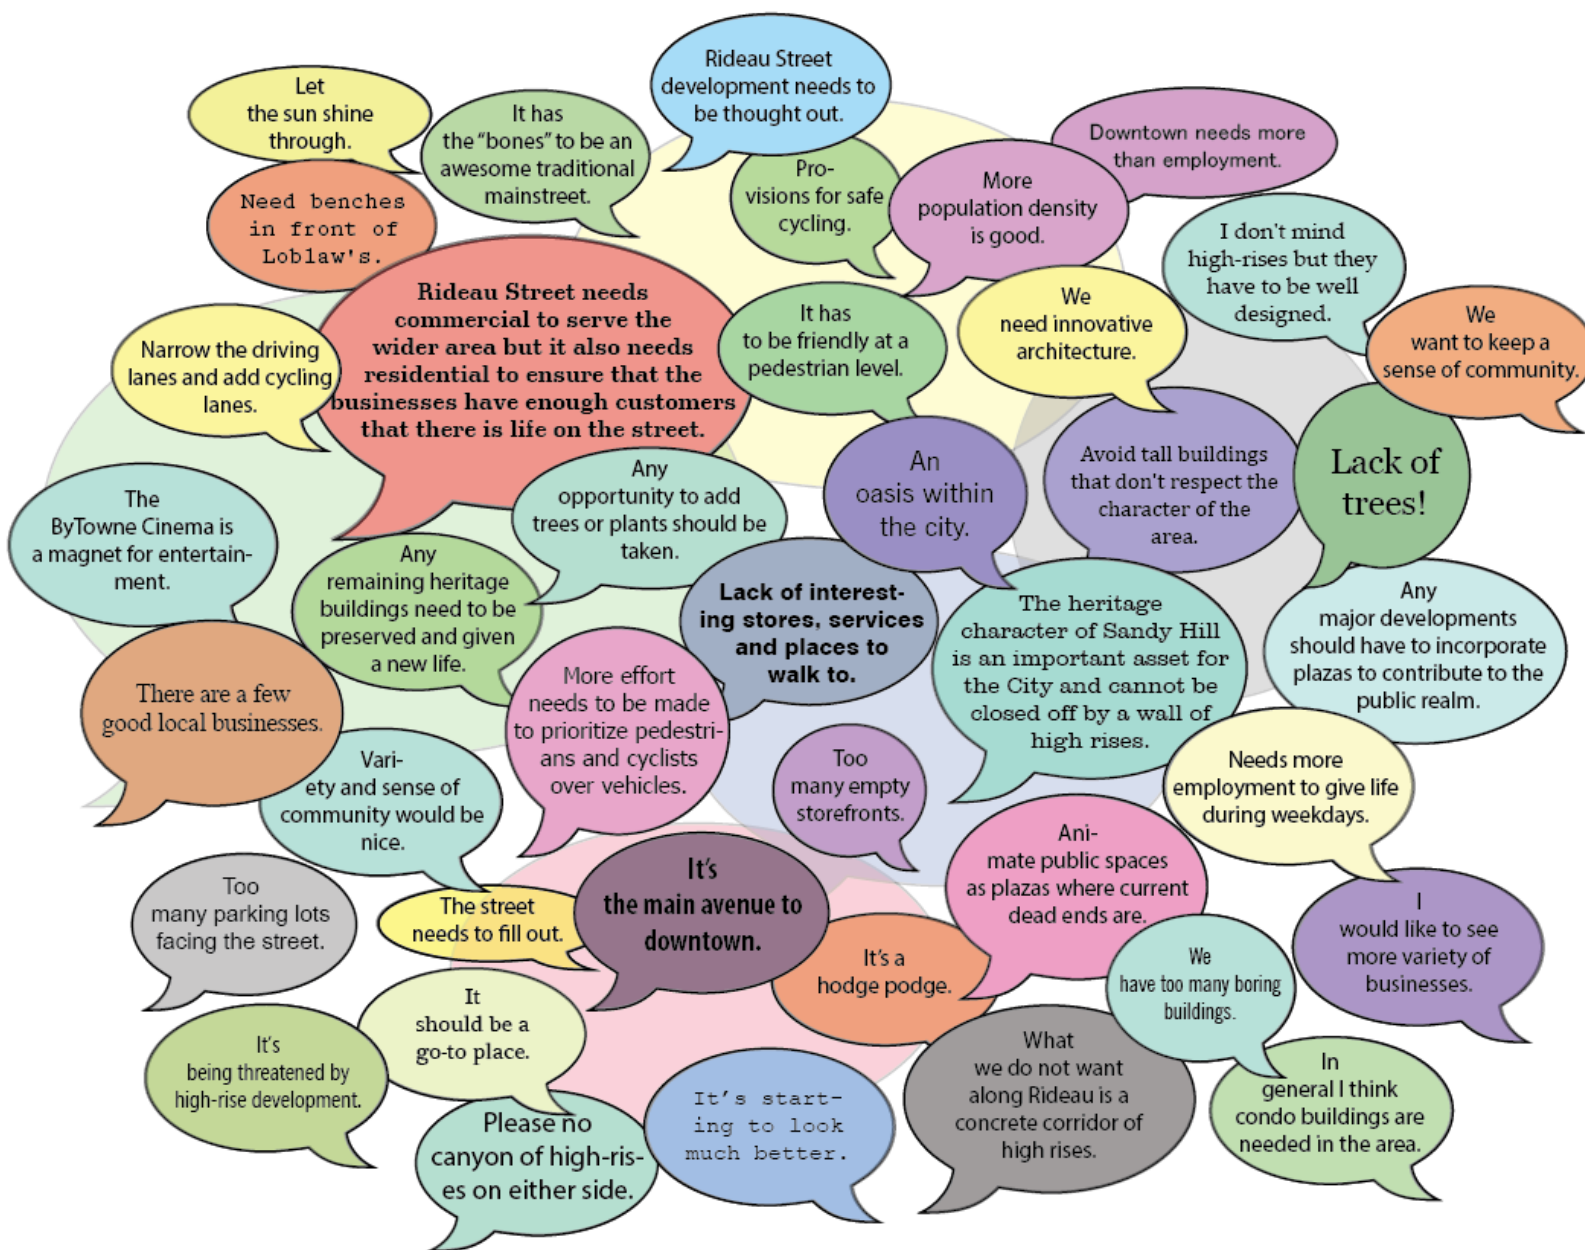 Rideau Street
development needs to
be thought out.
Let
the sun shine
through.
It has
the “bones” to be an
awesome traditional
mainstreet.
Pro-
visions for safe
cycling.
More
population density
is good.
Downtown needs more
than employment.
Need benches
in front of
Loblaw's.
I don't mind
high-rises but they
have to be well
designed.
Rideau Street needs
commercial to serve the
wider area but it also needs
residential to ensure that the
businesses have enough customers
that there is life on the street.
It has
to be friendly at a
pedestrian level.
We
need innovative
architecture.
We
want to keep a
sense of community.
Narrow the driving
lanes and add cycling
lanes.
Any
opportunity to add
trees or plants should be
taken.
An
oasis within
the city.
Avoid tall buildings
that don't respect the
character of the
area.
Lack of
trees!
The
ByTowne Cinema is
a magnet for entertain-
ment.
Any
remaining heritage
buildings need to be
preserved and given
a new life.
Lack of interest-
ing stores, services
and places to
walk to.
The heritage
character of Sandy Hill
is an important asset for
the City and cannot be
closed off by a wall of
high rises.
Any
major developments
should have to incorporate
plazas to contribute to the
public realm.
There are a few
good local businesses.
More effort
needs to be made
to prioritize pedestri-
ans and cyclists
over vehicles.
Vari-
ety and sense of
community would be
nice.
Too
many empty
storefronts.
Needs more
employment to give life
during weekdays.
Too
many parking lots
facing the street.
The street
needs to fill out.
It's
the main avenue to
downtown.
Ani-
mate public spaces
as plazas where current
dead ends are.
I
would like to see
more variety of
businesses.
It's a
hodge podge.
We
have too many boring
buildings.
It's
being threatened by
high-rise development.
It
should be a
go-to place.
What
we do not want
along Rideau is a
concrete corridor of
high rises.
In
general I think
condo buildings are
needed in the area.
Please no
canyon of high-ris-
es on either side.
It's start-
ing to look
much better.